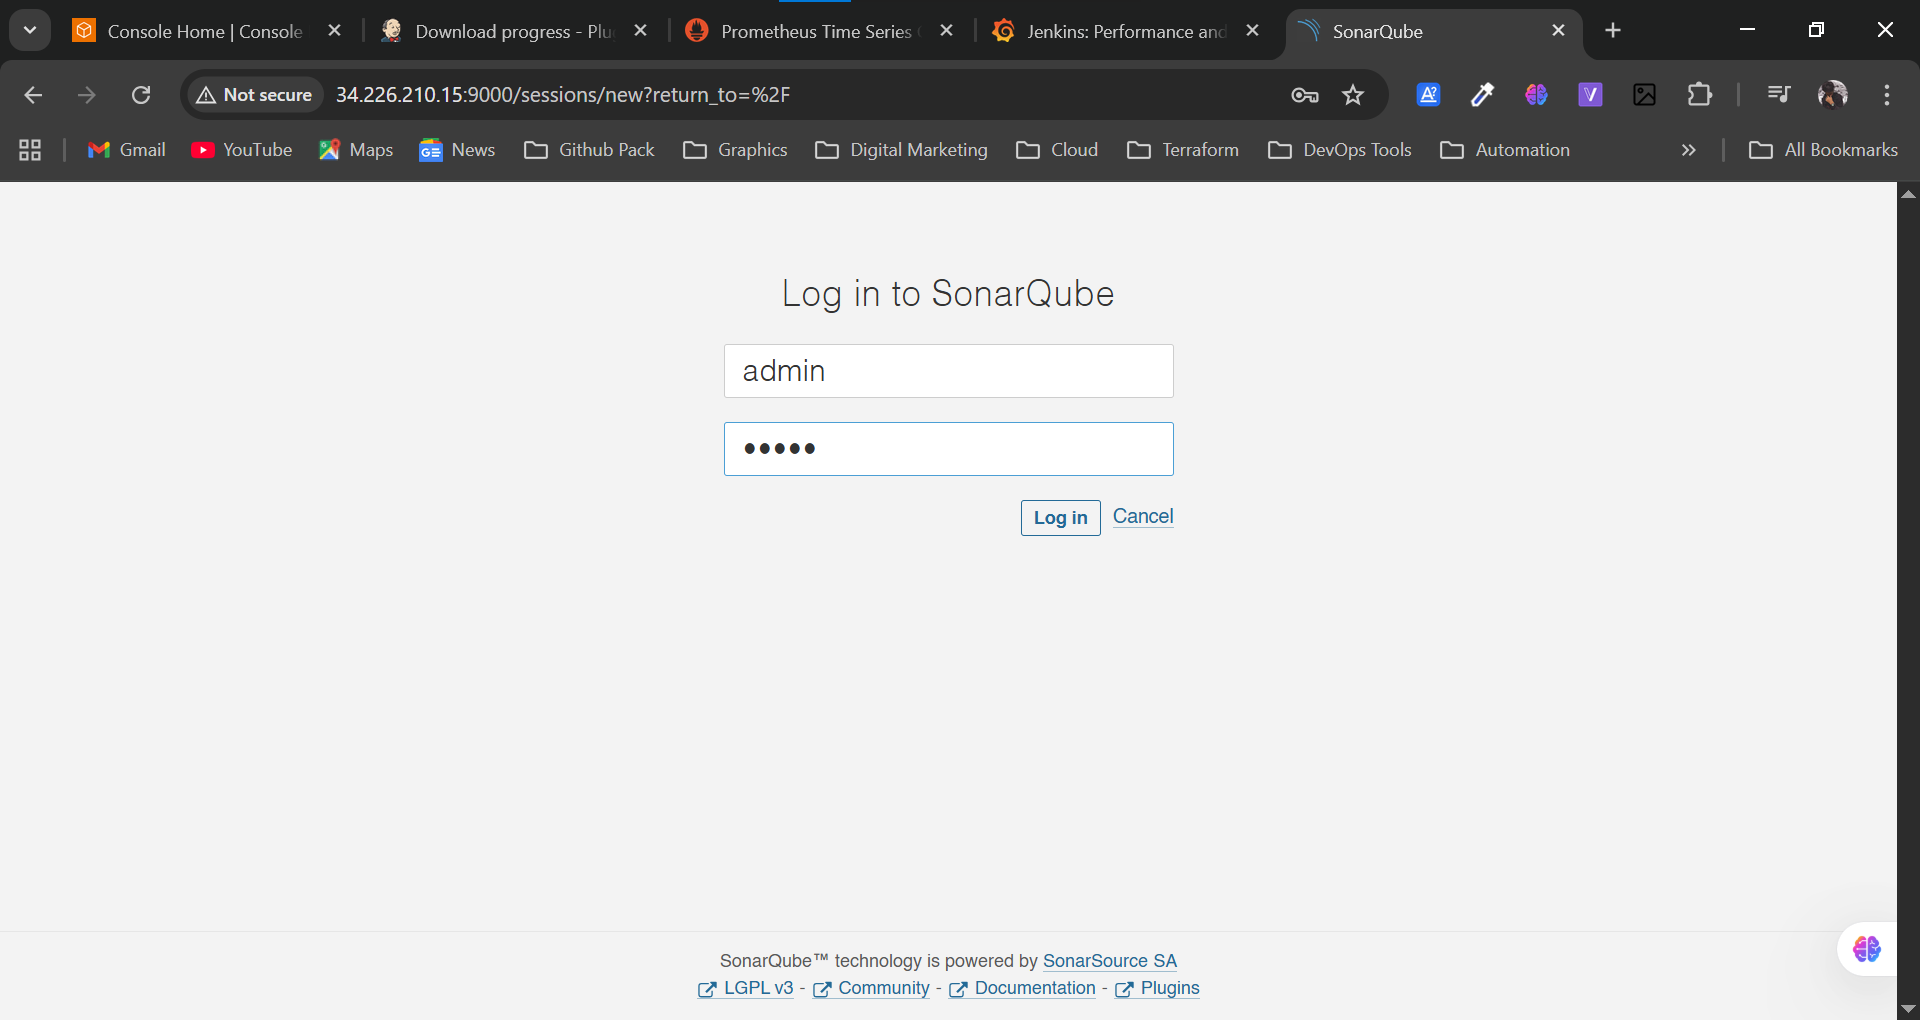 Console Home | Console
Download progress - Plu
Prometheus Time Series
Jenkins: Performance and
SonarQube
Not secure
34.226.210.15:9000/sessions/new?return_to=%2F
Gmail
YouTube
Maps
News
Github Pack
Graphics
Digital Marketing
Cloud
Terraform
DevOps Tools
Automation
All Bookmarks
Log in to SonarQube
admin
•••••
Log in
Cancel
SonarQube™ technology is powered by SonarSource SA
LGPL v3 - Community - Documentation - Plugins